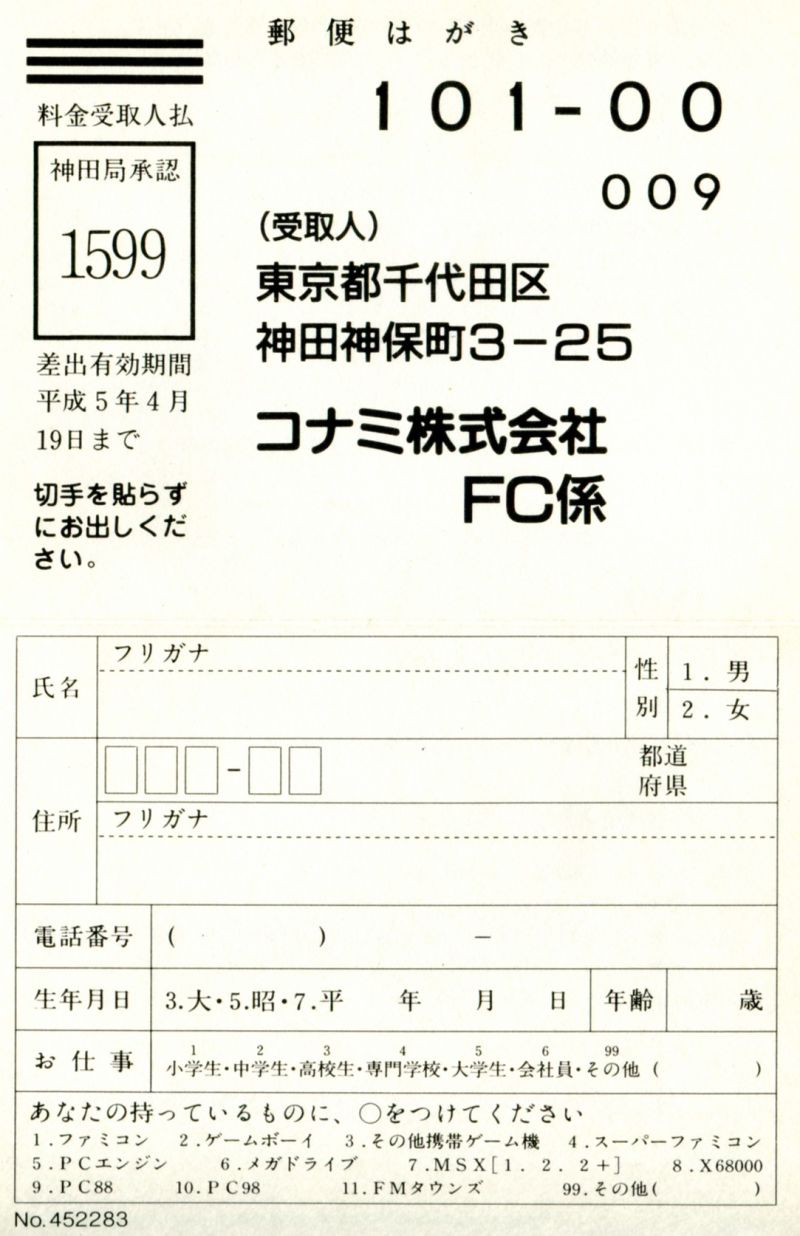 郵便はがき
料金受取人払
神田局承認
1599
差出有効期間
平成5年4月
19日まで
切手を貼らず
にお出しくだ
さい。
101-00
009
(受取人)
東京都千代田区
神田神保町3-25
コナミ株式会社
FC係
氏名 フリガナ 性別 1. 男
2. 女
住所 - 都道
府県
フリガナ
電話番号 ( ) -
生年月日 3.大・5.昭・7.平 年 月 日 年齢 歳
お仕事 1 2 3 4 5 6 99
小学生・中学生・高校生・専門学校・大学生・会社員・その他 ( )
あなたの持っているものに、○をつけてください
1.ファミコン 2.ゲームボーイ 3.その他携帯ゲーム機 4.スーパーファミコン
5.PCエンジン 6.メガドライブ 7.MSX[1. 2. 2+] 8.X68000
9.PC88 10.PC98 11.FMタウンズ 99.その他( )
No.452283